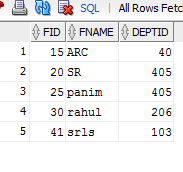 SQL | All Rows Fetc
FID FNAME DEPTID
1 15 ARC 40
2 20 SR 405
3 25 panim 405
4 30 rahul 206
5 41 srls 103